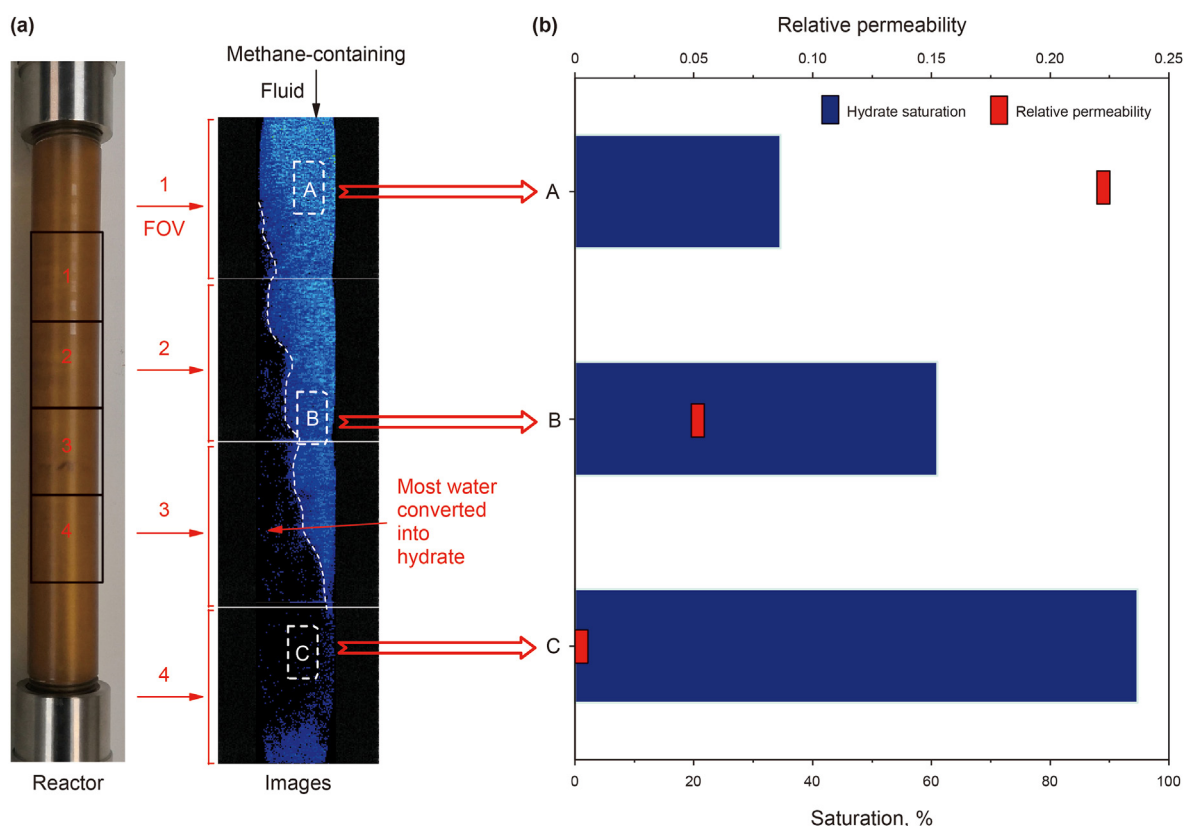 (a)
Methane-containing
Fluid
1
FOV
2
3
4
1
2
3
4
A
B
C
Most water
converted
into
hydrate
Reactor
Images
(b)
Relative permeability
0
0.05
0.10
0.15
0.20
0.25
Hydrate saturation
Relative permeability
A
B
C
0
20
40
60
80
100
Saturation, %